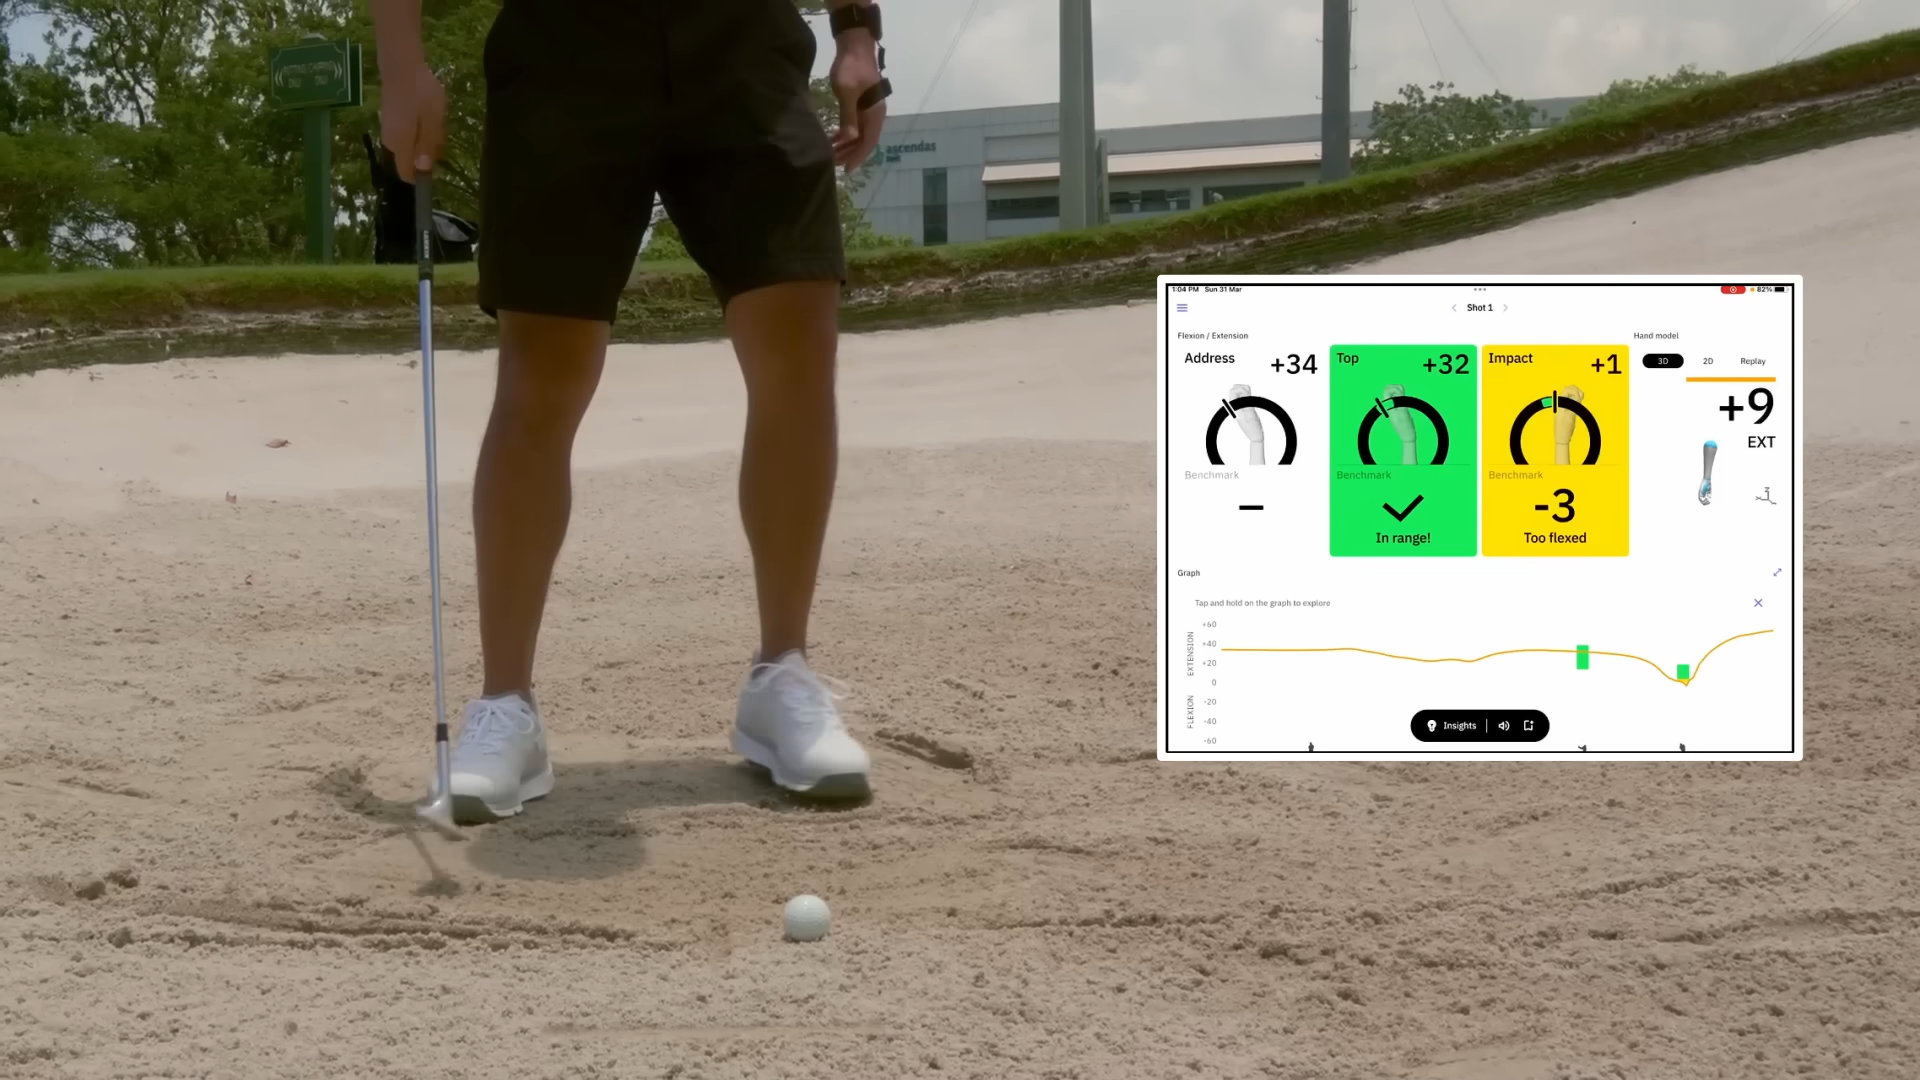 ascendas
1:04 PM Sun 31 Mar
82%
Shot 1
Flexion / Extension
Hand model
Address
+34
Top
+32
Impact
+1
3D
2D
Replay
+9
EXT
Benchmark
Benchmark
Benchmark
–
-3
In range!
Too flexed
Graph
Tap and hold on the graph to explore
+60
+40
+20
0
-20
-40
-60
EXTENSION
FLEXION
Insights